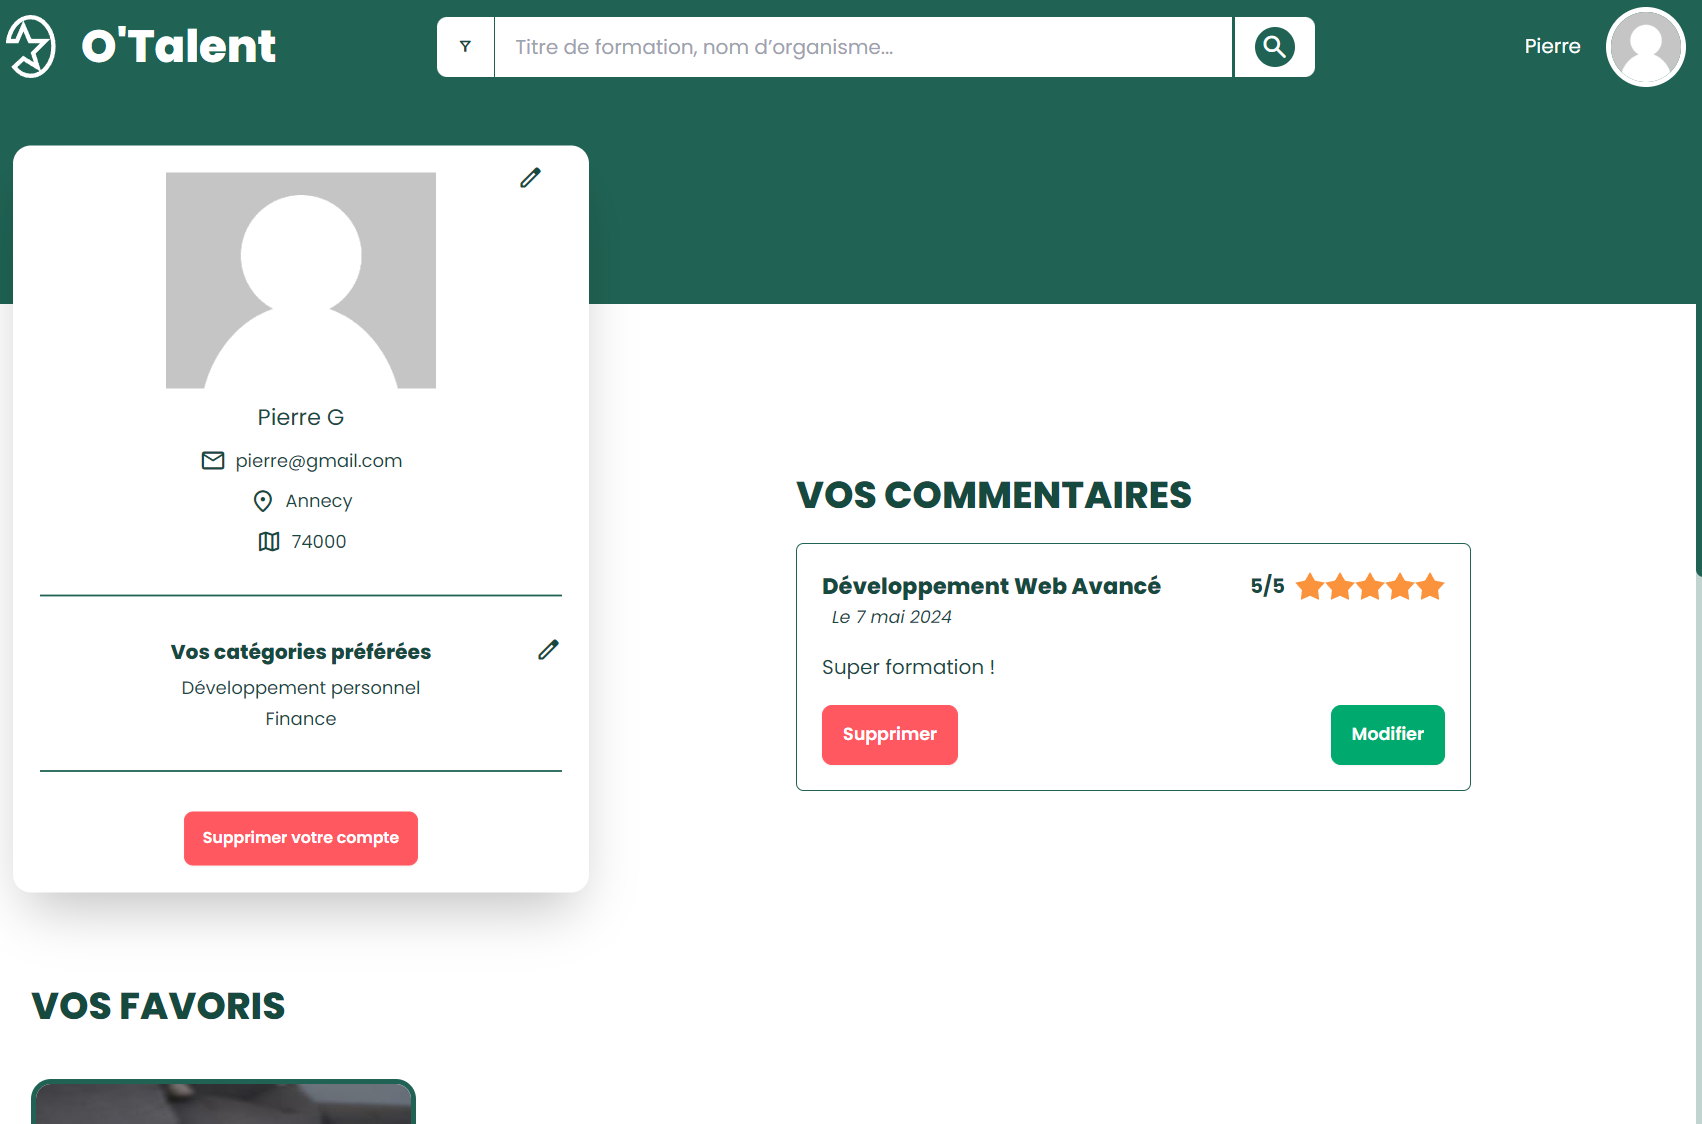 O'Talent
Titre de formation, nom d’organisme...
Pierre
Pierre G
pierre@gmail.com
Annecy
74000
Vos catégories préférées
Développement personnel
Finance
Supprimer votre compte
VOS COMMENTAIRES
Développement Web Avancé 5/5
Le 7 mai 2024
Super formation !
Supprimer Modifier
VOS FAVORIS